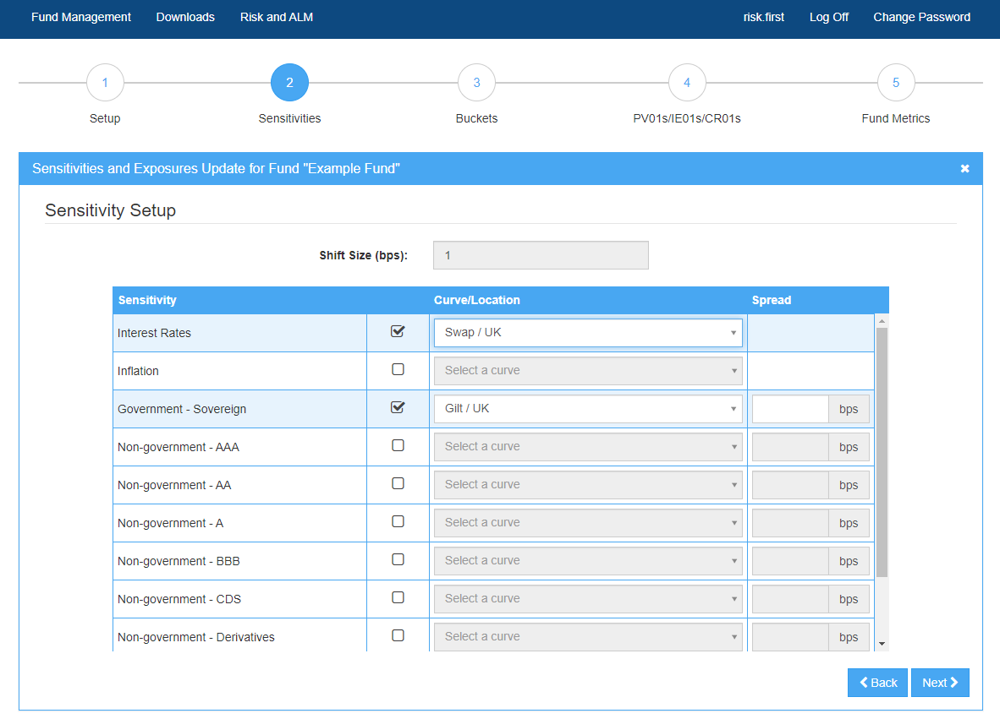 Fund Management Downloads Risk and ALM risk.first Log Off Change Password
1 2 3 4 5
Setup Sensitivities Buckets PV01s/IE01s/CR01s Fund Metrics
Sensitivities and Exposures Update for Fund "Example Fund"
Sensitivity Setup
Shift Size (bps): 1
Sensitivity Curve/Location Spread
Interest Rates Swap / UK
Inflation Select a curve
Government - Sovereign Gilt / UK bps
Non-government - AAA Select a curve bps
Non-government - AA Select a curve bps
Non-government - A Select a curve bps
Non-government - BBB Select a curve bps
Non-government - CDS Select a curve bps
Non-government - Derivatives Select a curve bps
Back Next